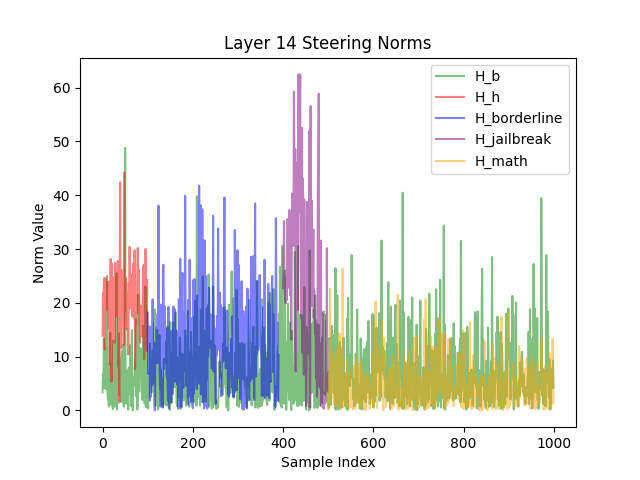 Layer 14 Steering Norms
H_b
H_h
H_borderline
H_jailbreak
H_math
Norm Value
60
50
40
30
20
10
0
0 200 400 600 800 1000
Sample Index